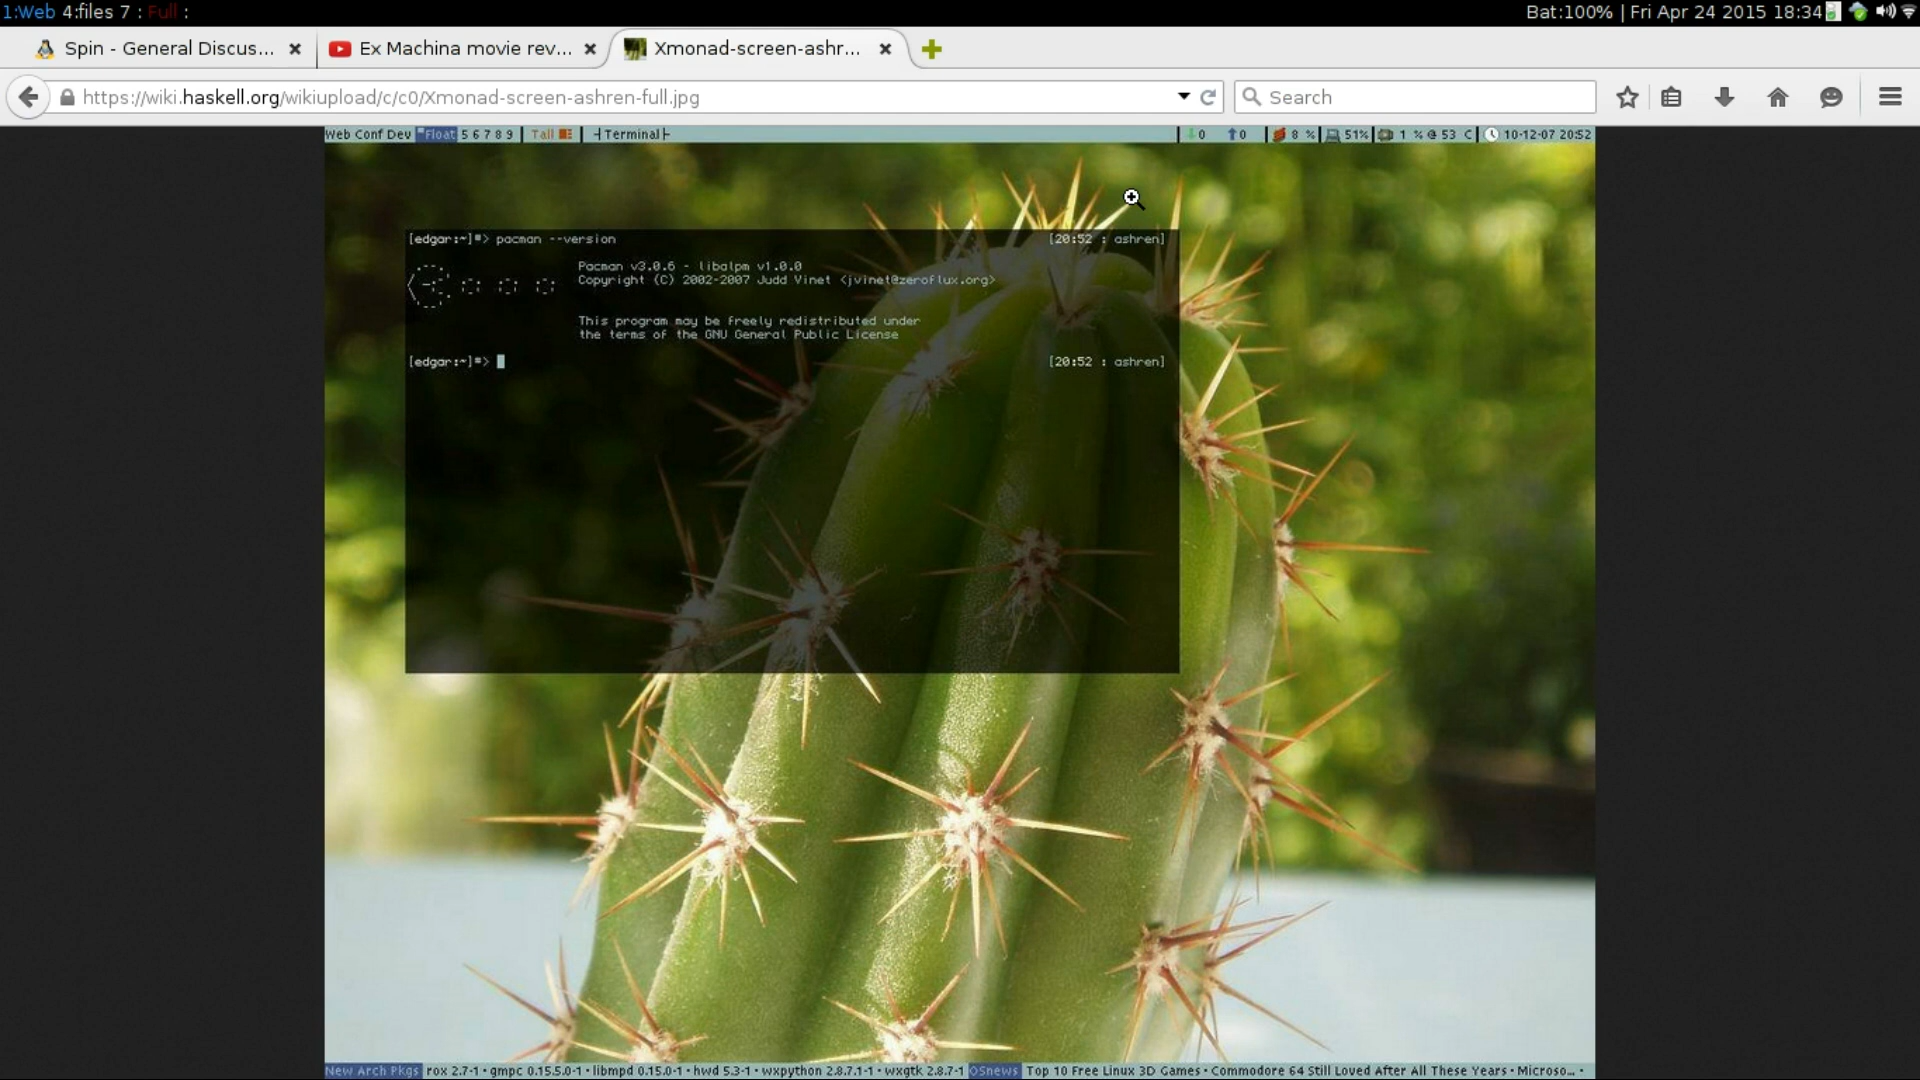 1:Web 4:files 7 : Full :
Bat:100% | Fri Apr 24 2015 18:34
Spin - General Discus...
Ex Machina movie rev...
Xmonad-screen-ashr...
https://wiki.haskell.org/wikiupload/c/c0/Xmonad-screen-ashren-full.jpg
Search
Web Conf Dev *Float 5 6 7 8 9 | Tall | ┤Terminal├
0 0 | 8 % | 51% | 1 % @ 53 C | 10-12-07 20:52
[edgar:~]=> pacman --version [20:52 : ashren]
Pacman v3.0.6 - libalpm v1.0.0
Copyright (C) 2002-2007 Judd Vinet <jvinet@zeroflux.org>
This program may be freely redistributed under
the terms of the GNU General Public License
[edgar:~]=> [20:52 : ashren]
New Arch Pkgs rox 2.7-1 • gmpc 0.15.5.0-1 • libmpd 0.15.0-1 • hwd 5.3-1 • wxpython 2.8.7.1-1 • wxgtk 2.8.7-1 OSnews Top 10 Free Linux 3D Games • Commodore 64 Still Loved After All These Years • Microso... •